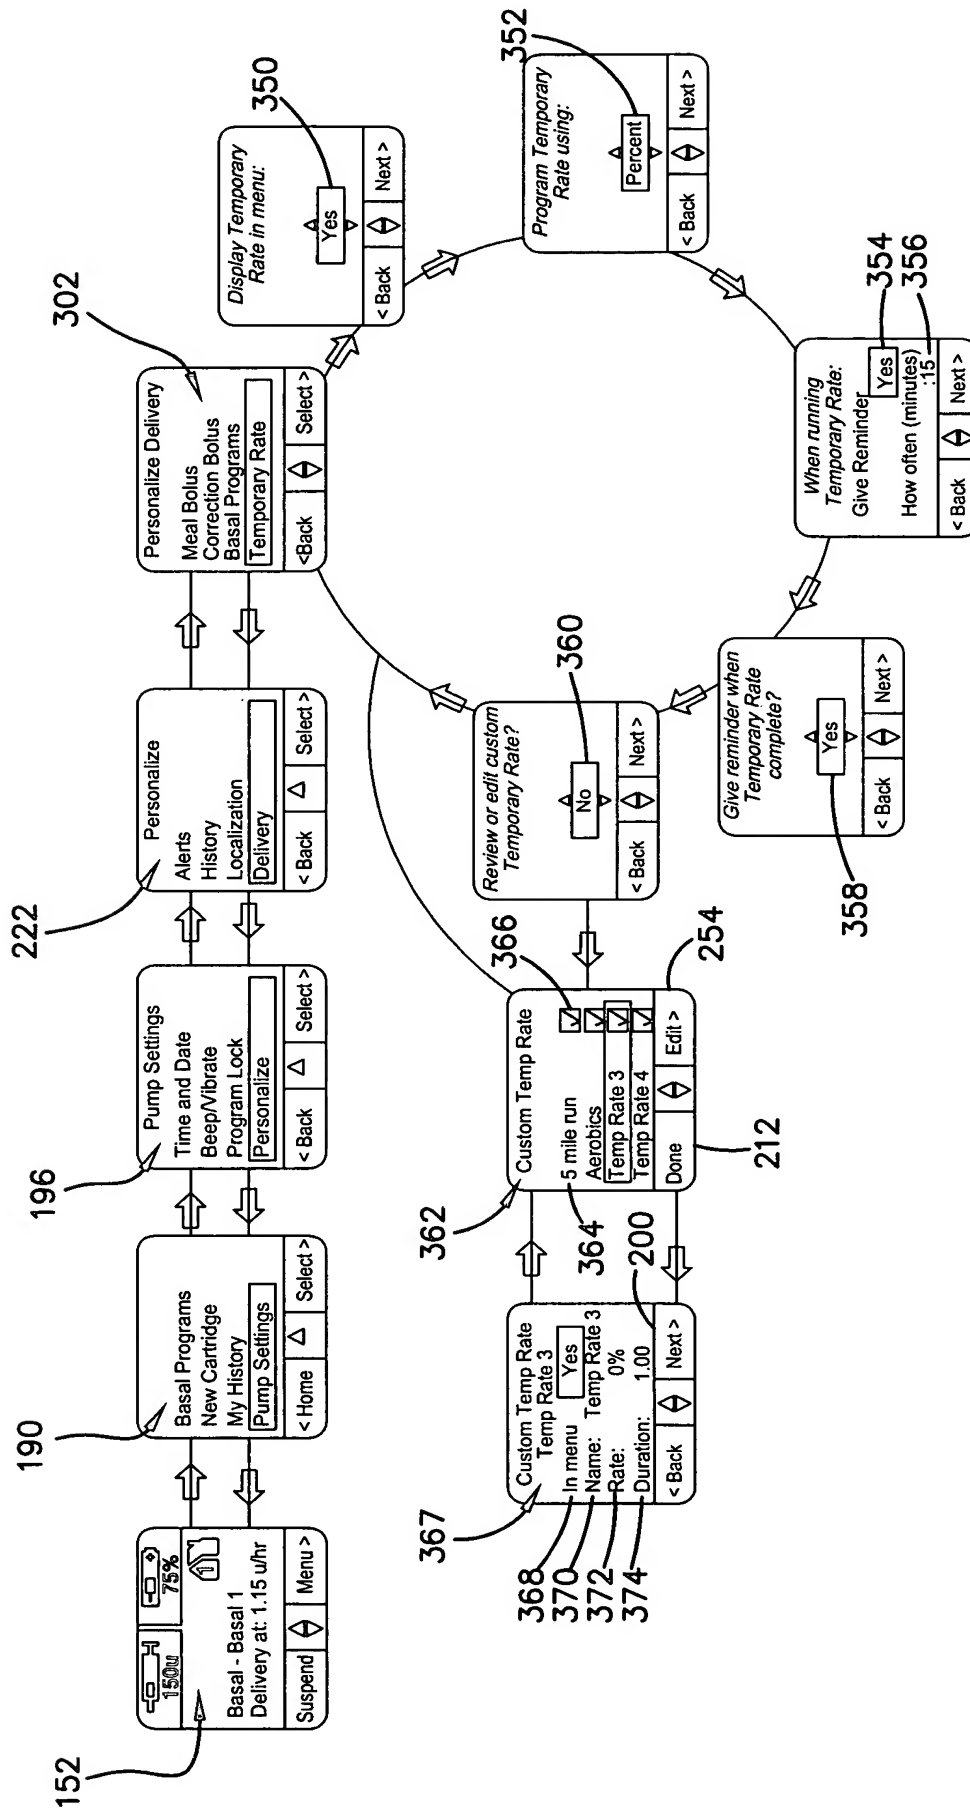 152
150u
75%
1
Basal - Basal 1
Delivery at: 1.15 u/hr
Suspend
Menu >
190
Basal Programs
New Cartridge
My History
Pump Settings
< Home
Select >
196
Pump Settings
Time and Date
Beep/Vibrate
Program Lock
Personalize
< Back
Select >
222
Personalize
Alerts
History
Localization
Delivery
< Back
Select >
302
Personalize Delivery
Meal Bolus
Correction Bolus
Basal Programs
Temporary Rate
<Back
Select >
350
Display Temporary
Rate in menu:
Yes
< Back
Next >
352
Program Temporary
Rate using:
Percent
< Back
Next >
354
356
When running
Temporary Rate:
Give Reminder
Yes
How often (minutes)
:15
< Back
Next >
358
Give reminder when
Temporary Rate
complete?
Yes
< Back
Next >
360
Review or edit custom
Temporary Rate?
No
< Back
Next >
362
364
366
Custom Temp Rate
5 mile run
Aerobics
Temp Rate 3
Temp Rate 4
Done
Edit >
212
254
367
Custom Temp Rate
Temp Rate 3
368
In menu
Yes
370
Name:
Temp Rate 3
372
Rate:
0%
374
Duration:
1.00
< Back
Next >
200